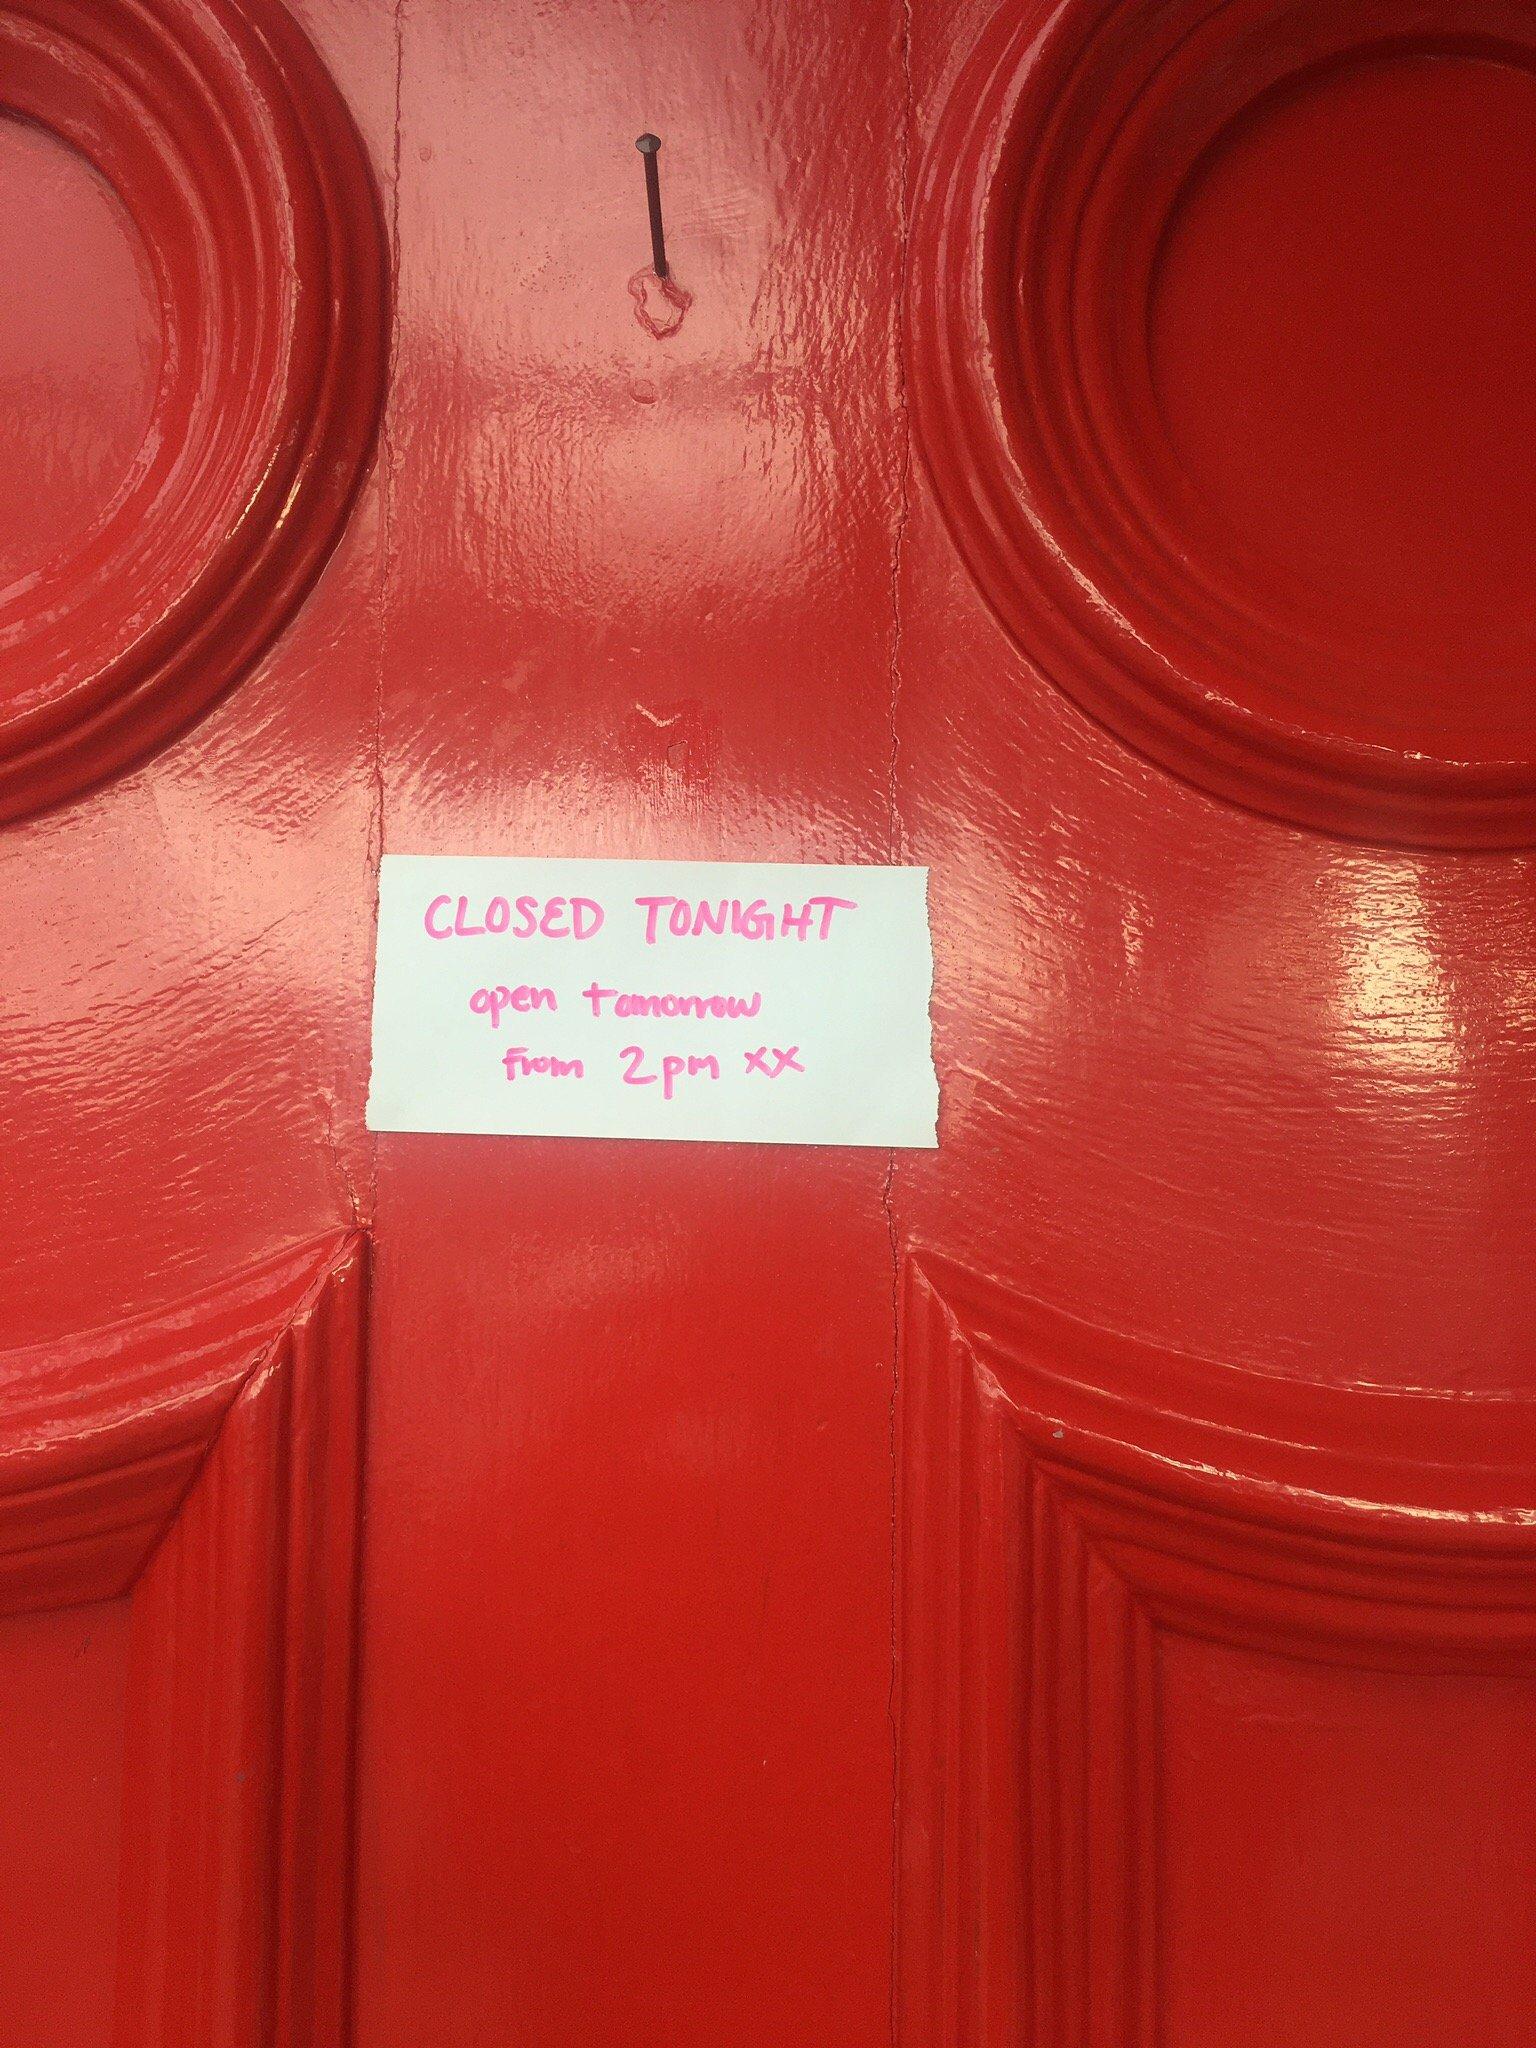 CLOSED TONIGHT
open tomorrow
From 2pm xx